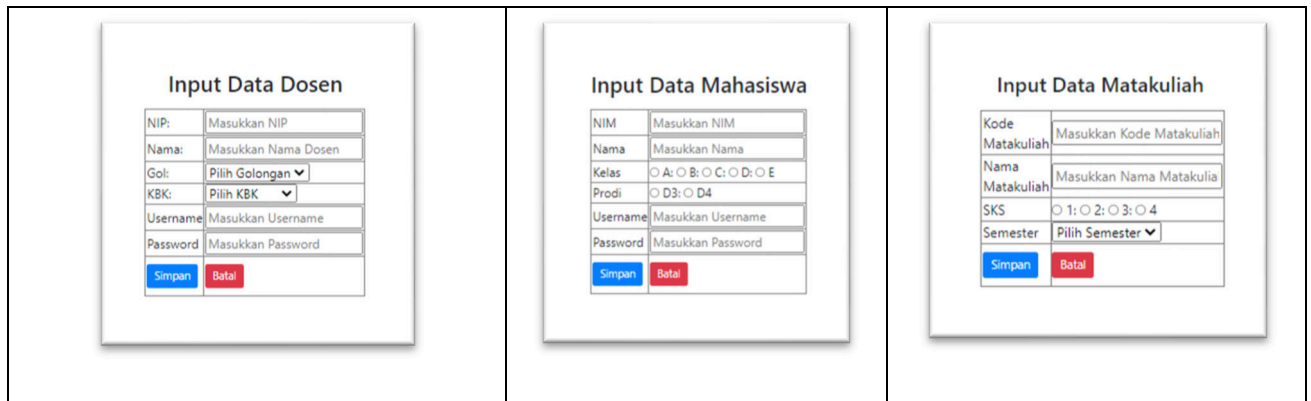 Input Data Dosen
NIP: Masukkan NIP
Nama: Masukkan Nama Dosen
Gol: Pilih Golongan
KBK: Pilih KBK
Username Masukkan Username
Password Masukkan Password
Simpan Batal
Input Data Mahasiswa
NIM Masukkan NIM
Nama Masukkan Nama
Kelas A: B: C: D: E
Prodi D3: D4
Username Masukkan Username
Password Masukkan Password
Simpan Batal
Input Data Matakuliah
Kode
Matakuliah Masukkan Kode Matakuliah
Nama
Matakuliah Masukkan Nama Matakulia
SKS 1: 2: 3: 4
Semester Pilih Semester
Simpan Batal